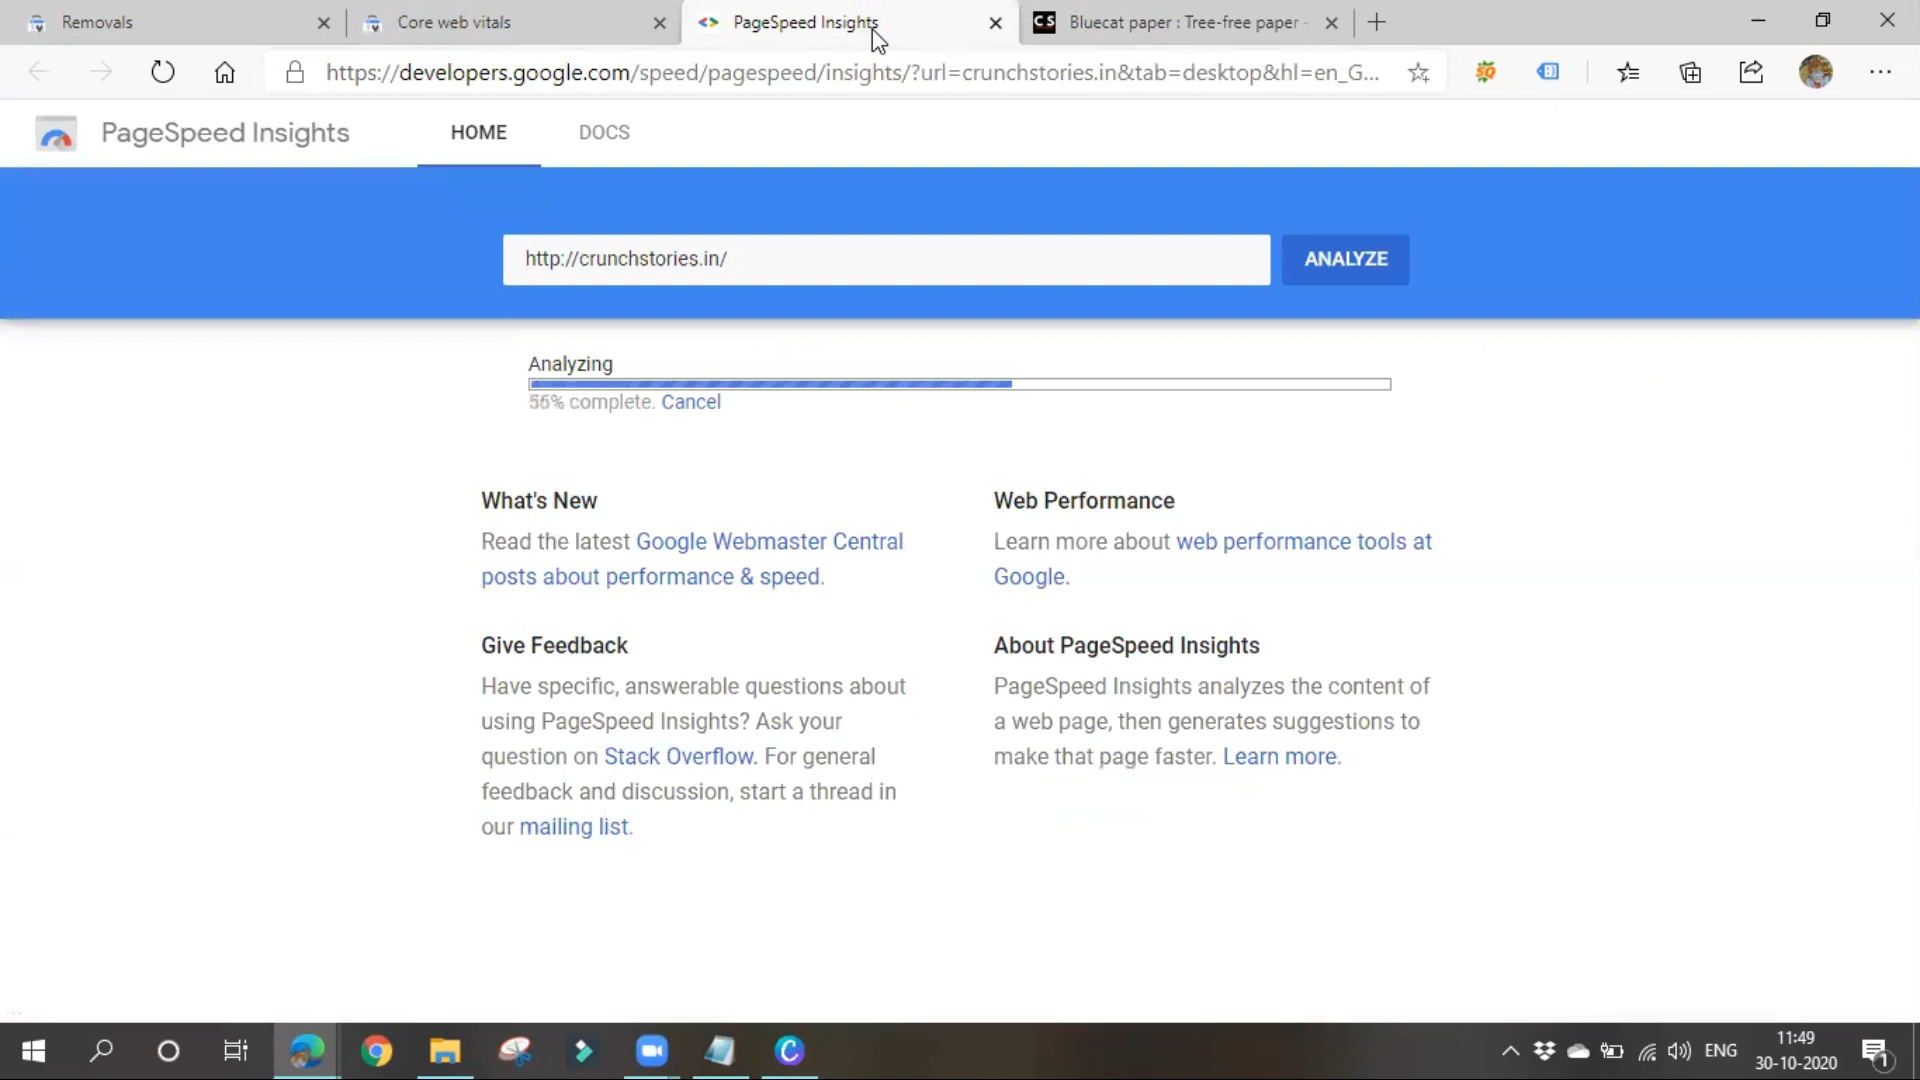 Removals
Core web vitals
PageSpeed Insights
CS Bluecat paper : Tree-free paper -
https://developers.google.com/speed/pagespeed/insights/?url=crunchstories.in&tab=desktop&hl=en_G...
PageSpeed Insights
HOME
DOCS
http://crunchstories.in/
ANALYZE
Analyzing
% complete. Cancel
What's New
Read the latest Google Webmaster Central
posts about performance & speed.
Web Performance
Learn more about web performance tools at
Google.
Give Feedback
Have specific, answerable questions about
using PageSpeed Insights? Ask your
question on Stack Overflow. For general
feedback and discussion, start a thread in
our mailing list.
About PageSpeed Insights
PageSpeed Insights analyzes the content of
a web page, then generates suggestions to
make that page faster. Learn more.
ENG
11:49
30-10-2020
1